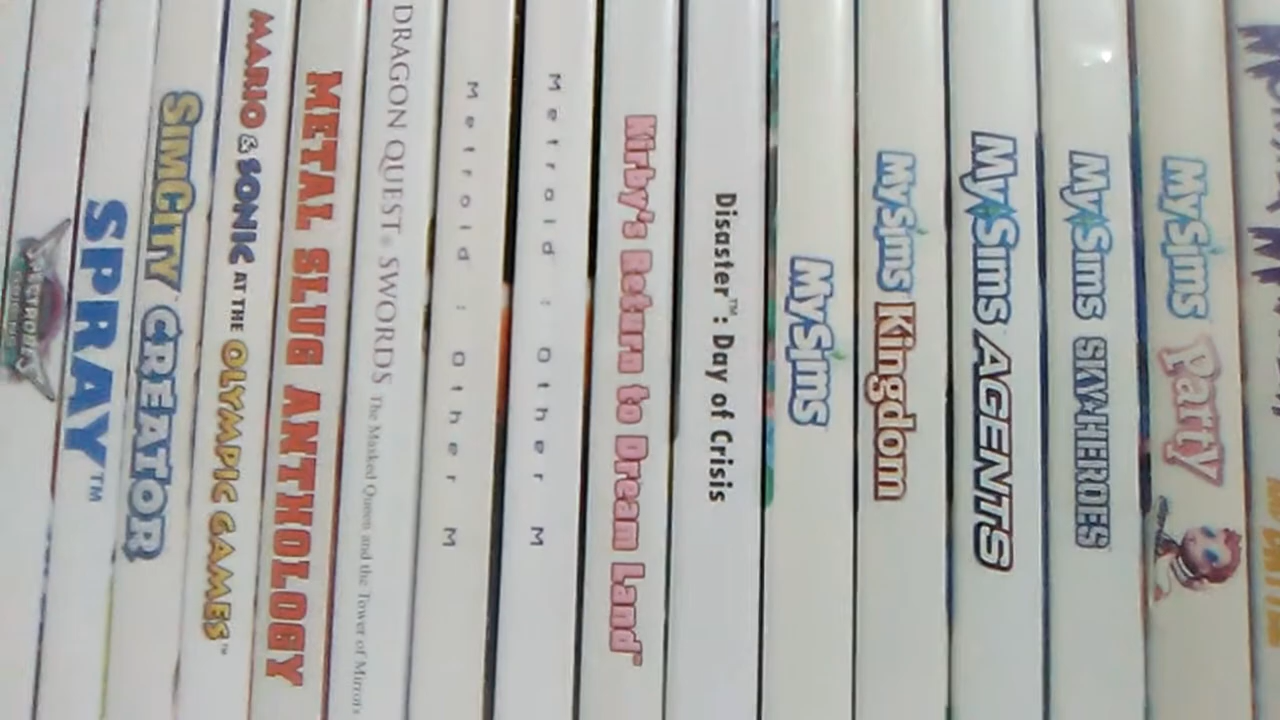 SPRAY™
SIMCITY™ CREATOR
MARIO & SONIC AT THE OLYMPIC GAMES™
METAL SLUG ANTHOLOGY
DRAGON QUEST® SWORDS The Masked Queen and the Tower of Mirrors
Metroid : Other M
Metroid : Other M
Kirby's Return to Dream Land™
Disaster™: Day of Crisis
MySims
MySims Kingdom
MySims AGENTS
MySims SKYHEROES™
MySims Party